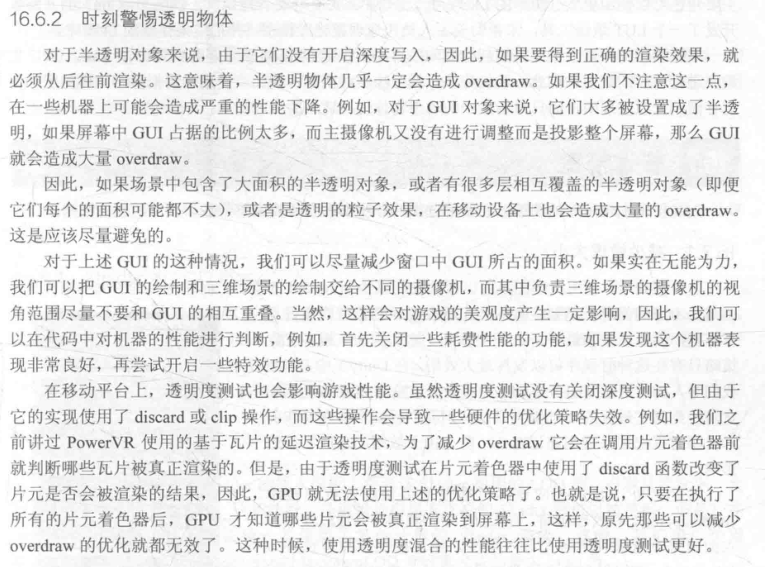 16.6.2 时刻警惕透明物体
对于半透明对象来说，由于它们没有开启深度写入，因此，如果要得到正确的渲染效果，就
必须从后往前渲染。这意味着，半透明物体几乎一定会造成 overdraw。如果我们不注意这一点，
在一些机器上可能会造成严重的性能下降。例如，对于 GUI 对象来说，它们大多被设置成了半透
明，如果屏幕中 GUI 占据的比例太多，而主摄像机又没有进行调整而是投影整个屏幕，那么 GUI
就会造成大量 overdraw。
因此，如果场景中包含了大面积的半透明对象，或者有很多层相互覆盖的半透明对象（即便
它们每个的面积可能都不大），或者是透明的粒子效果，在移动设备上也会造成大量的 overdraw。
这是应该尽量避免的。
对于上述 GUI 的这种情况，我们可以尽量减少窗口中 GUI 所占的面积。如果实在无能为力，
我们可以把 GUI 的绘制和三维场景的绘制交给不同的摄像机，而其中负责三维场景的摄像机的视
角范围尽量不要和 GUI 的相互重叠。当然，这样会对游戏的美观度产生一定影响，因此，我们可
以在代码中对机器的性能进行判断，例如，首先关闭一些耗费性能的功能，如果发现这个机器表
现非常良好，再尝试开启一些特效功能。
在移动平台上，透明度测试也会影响游戏性能。虽然透明度测试没有关闭深度测试，但由于
它的实现使用了 discard 或 clip 操作，而这些操作会导致一些硬件的优化策略失效。例如，我们之
前讲过 PowerVR 使用的基于瓦片的延迟渲染技术，为了减少 overdraw 它会在调用片元着色器前
就判断哪些瓦片被真正渲染的。但是，由于透明度测试在片元着色器中使用了 discard 函数改变了
片元是否会被渲染的结果，因此，GPU 就无法使用上述的优化策略了。也就是说，只要在执行了
所有的片元着色器后，GPU 才知道哪些片元会被真正渲染到屏幕上，这样，原先那些可以减少
overdraw 的优化就都无效了。这种时候，使用透明度混合的性能往往比使用透明度测试更好。